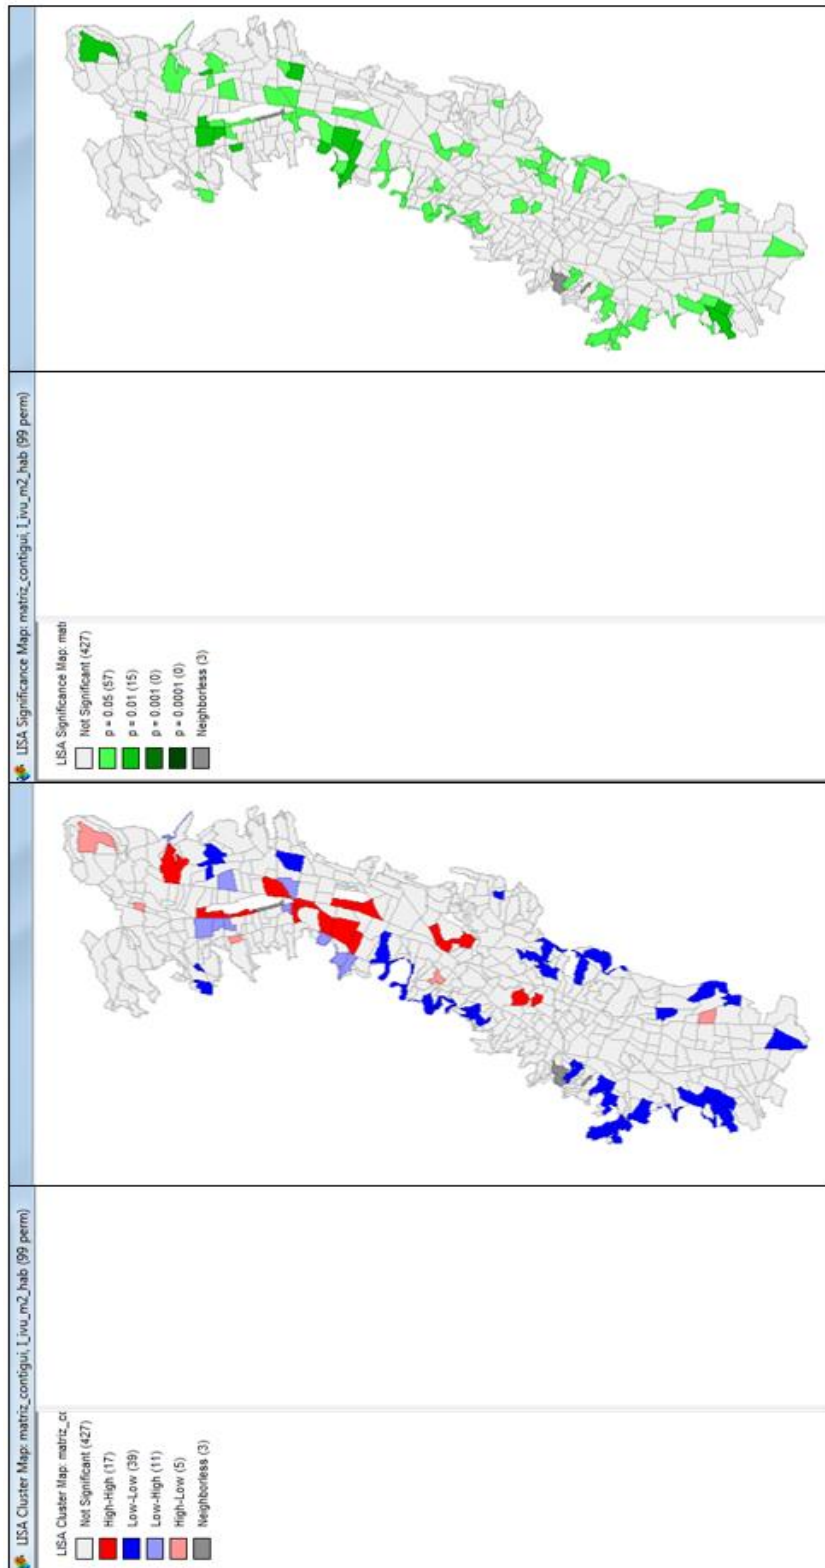 LISA Cluster Map: matriz_contigui, I_ivu_m2_hab (99 perm)
LISA Cluster Map: matriz_co
Not Significant (427)
High-High (17)
Low-Low (39)
Low-High (11)
High-Low (5)
Neighborless (3)
LISA Significance Map: matriz_contigui, I_ivu_m2_hab (99 perm)
LISA Significance Map: matı
Not Significant (427)
p = 0.05 (57)
p = 0.01 (15)
p = 0.001 (0)
p = 0.0001 (0)
Neighborless (3)